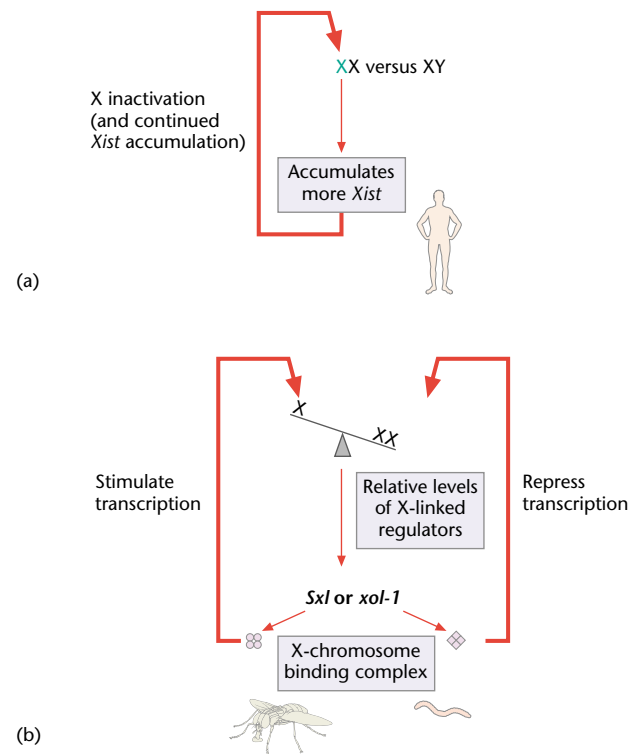 XX versus XY
X inactivation
(and continued
Xist accumulation)
Accumulates
more Xist
(a)
X
XX
Stimulate
transcription
Relative levels
of X-linked
regulators
Repress
transcription
Sxl or xol-1
X-chromosome
binding complex
(b)